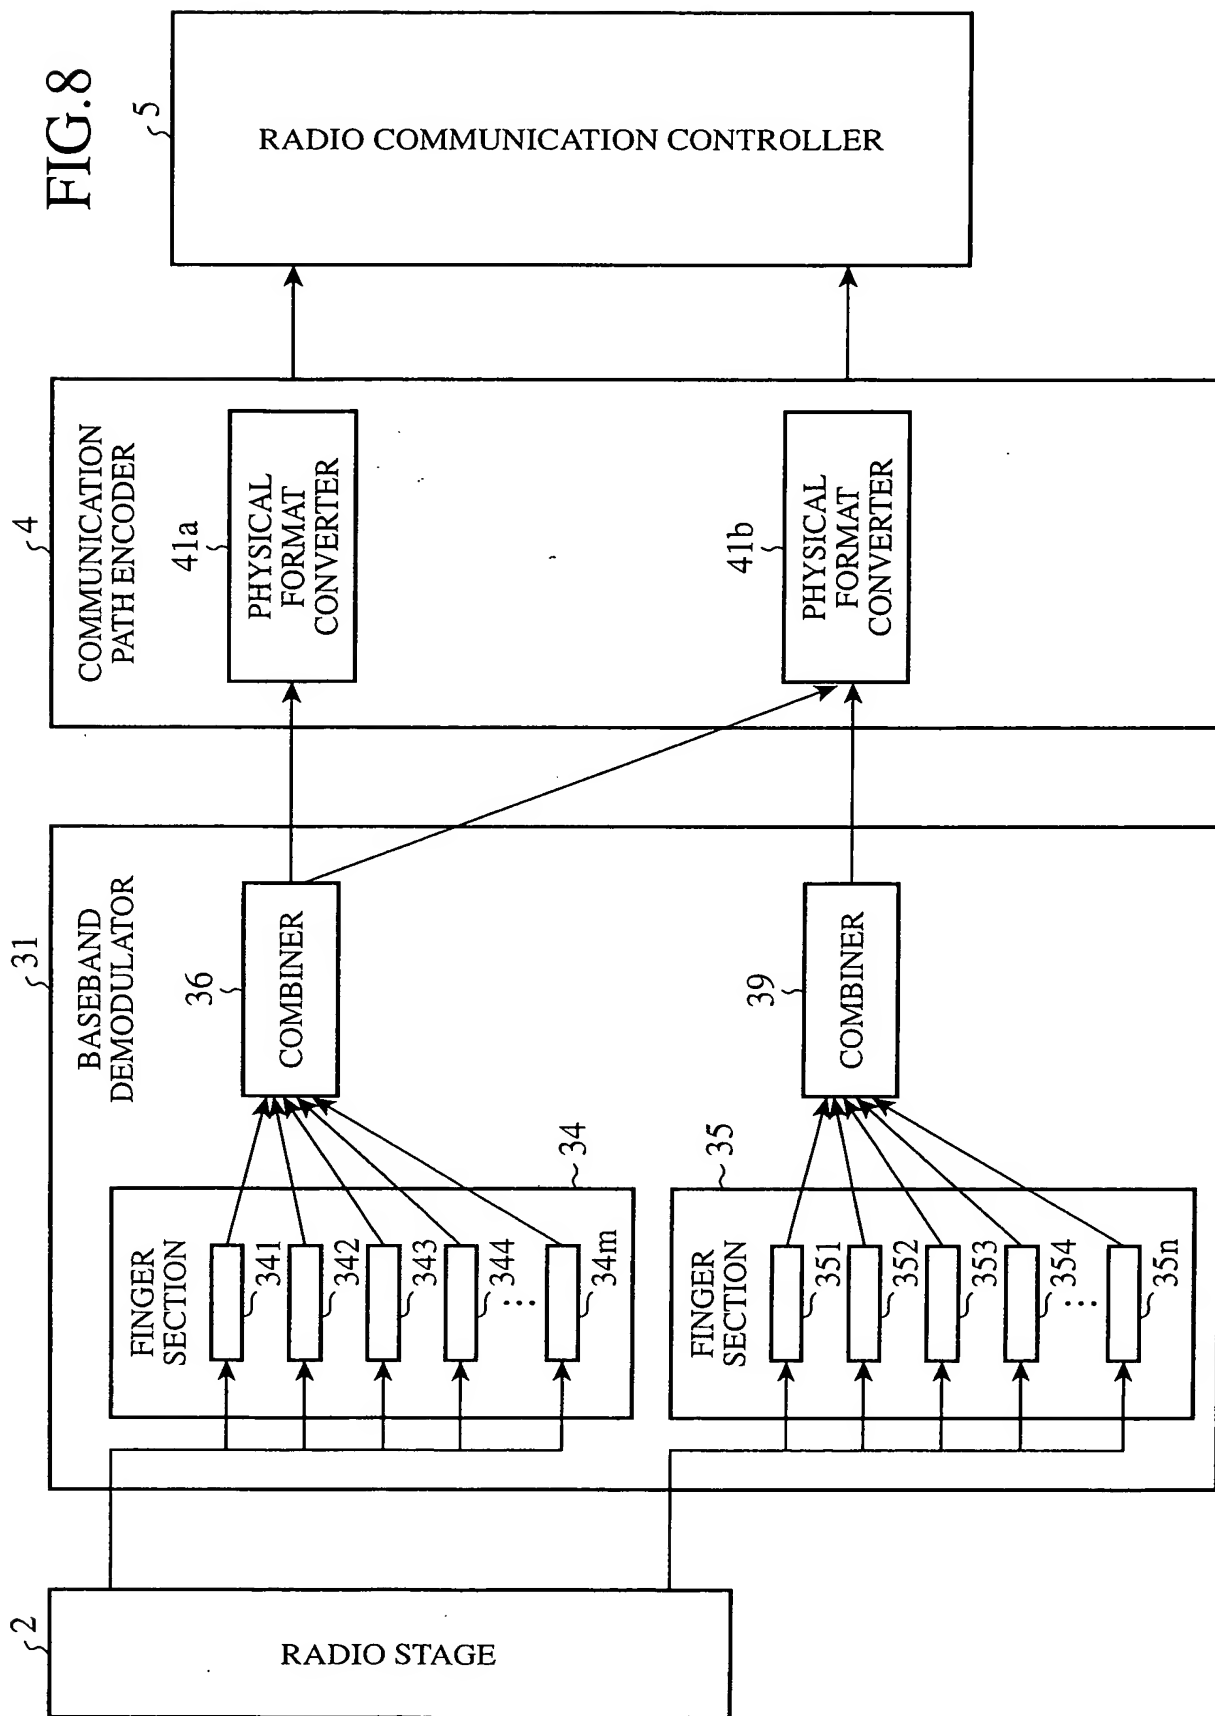 FIG.8
2
RADIO STAGE
31
BASEBAND
DEMODULATOR
FINGER
SECTION
34
341
342
343
344
...
34m
36
COMBINER
FINGER
SECTION
35
351
352
353
354
...
35n
39
COMBINER
4
COMMUNICATION
PATH ENCODER
41a
PHYSICAL
FORMAT
CONVERTER
41b
PHYSICAL
FORMAT
CONVERTER
5
RADIO COMMUNICATION CONTROLLER